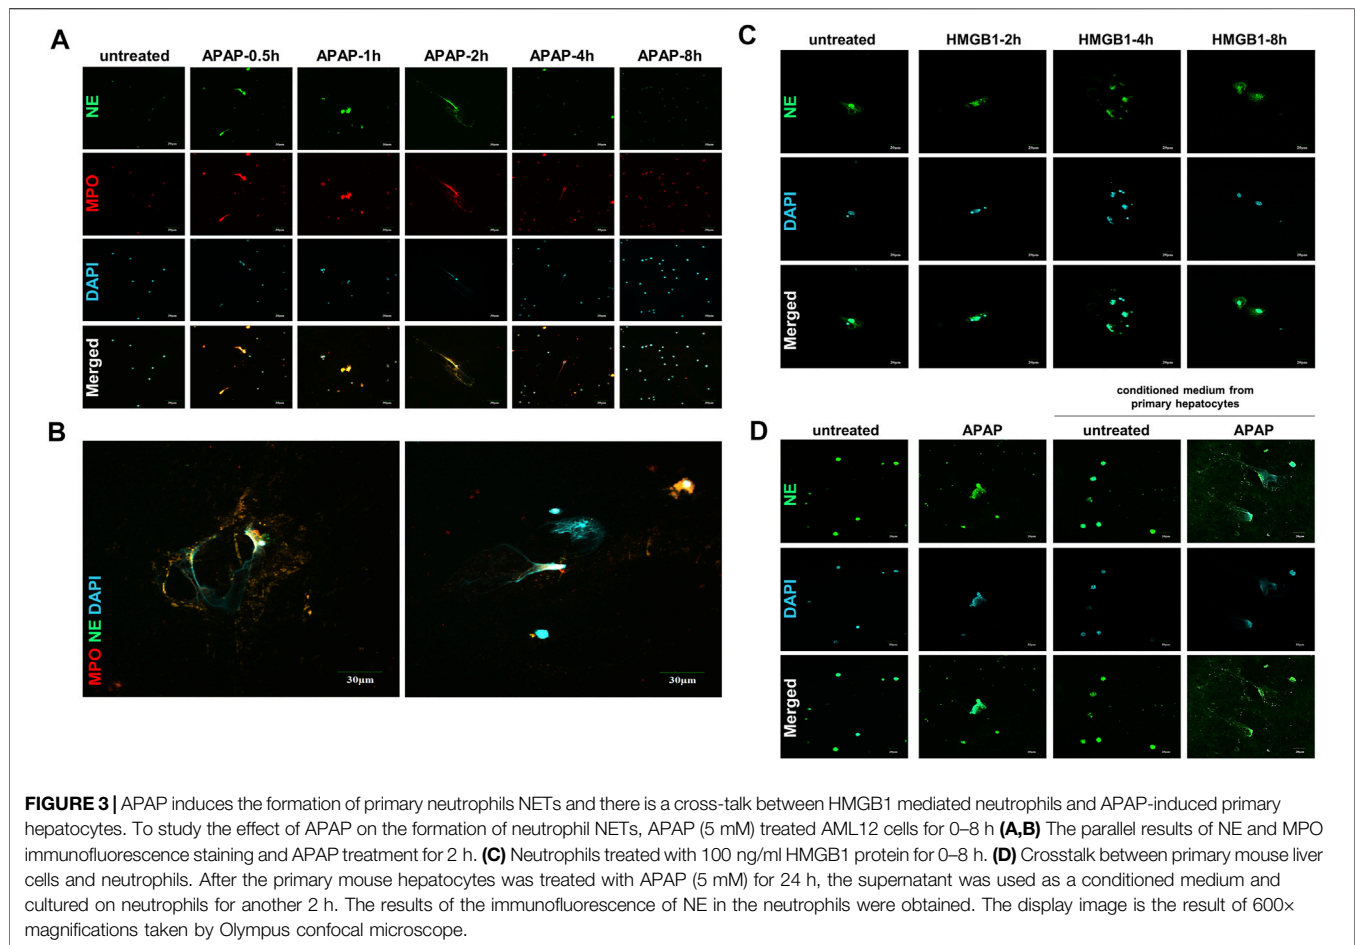 A
untreated APAP-0.5h APAP-1h APAP-2h APAP-4h APAP-8h
NE
MPO
DAPI
Merged
B
MPO NE DAPI
30μm
30μm
C
untreated HMGB1-2h HMGB1-4h HMGB1-8h
NE
DAPI
Merged
conditioned medium from
primary hepatocytes
D
untreated APAP untreated APAP
NE
DAPI
Merged
FIGURE 3 | APAP induces the formation of primary neutrophils NETs and there is a cross-talk between HMGB1 mediated neutrophils and APAP-induced primary
hepatocytes. To study the effect of APAP on the formation of neutrophil NETs, APAP (5 mM) treated AML12 cells for 0–8 h (A,B) The parallel results of NE and MPO
immunofluorescence staining and APAP treatment for 2 h. (C) Neutrophils treated with 100 ng/ml HMGB1 protein for 0–8 h. (D) Crosstalk between primary mouse liver
cells and neutrophils. After the primary mouse hepatocytes was treated with APAP (5 mM) for 24 h, the supernatant was used as a conditioned medium and
cultured on neutrophils for another 2 h. The results of the immunofluorescence of NE in the neutrophils were obtained. The display image is the result of 600×
magnifications taken by Olympus confocal microscope.